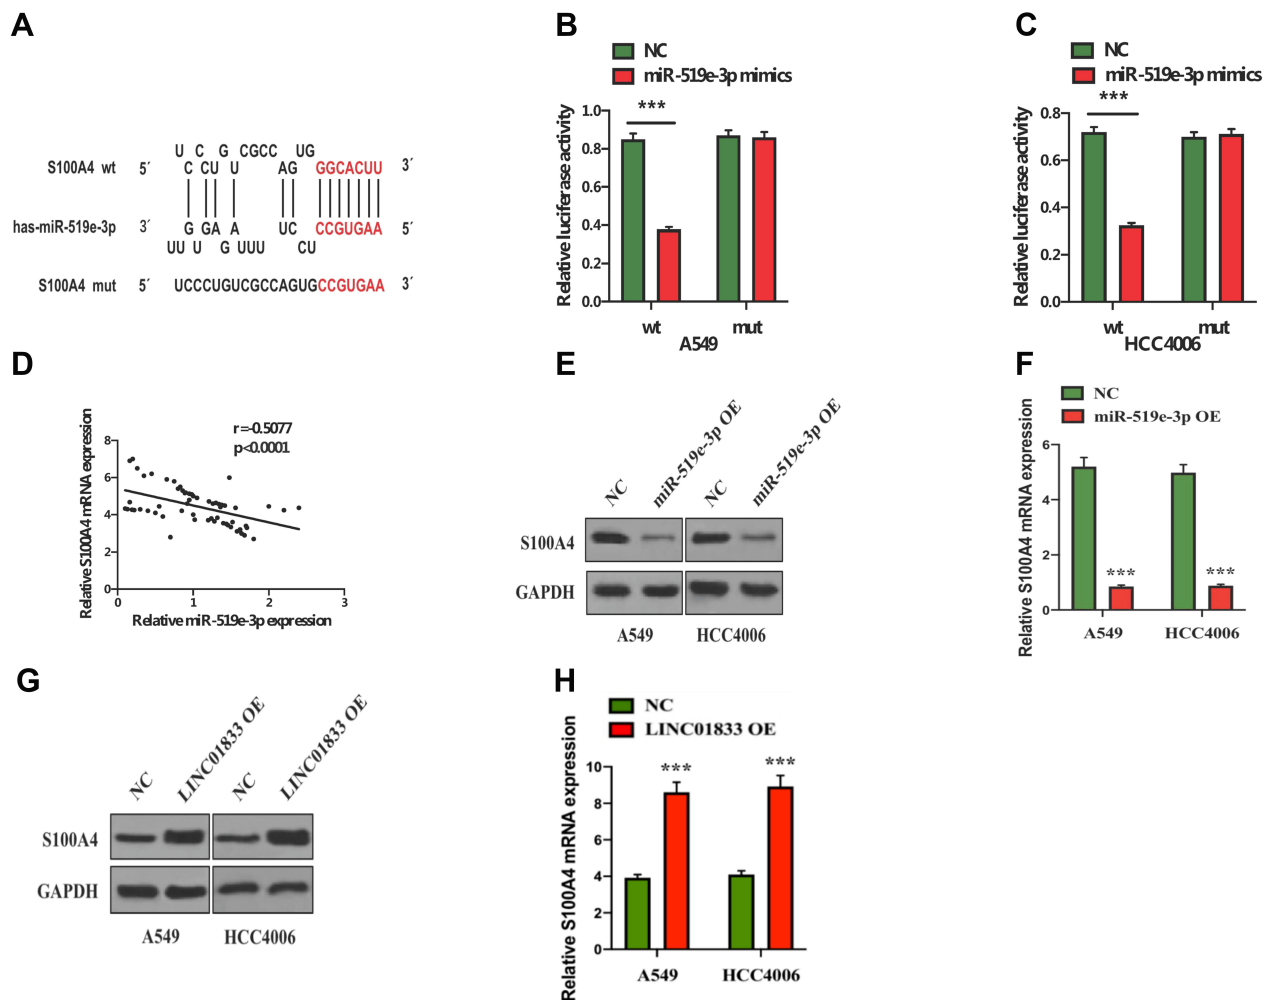 A
U C G CGCC UG
S100A4 wt 5´ C CU U AG GGCACUU 3´
has-miR-519e-3p 3´ G GA A UC CCGUGAA 5´
UU U G UUU CU
S100A4 mut 5´ UCCCUGUCGCCAGUGCCGUGAA 3´
B
NC
miR-519e-3p mimics
***
Relative luciferase activity
1.0
0.8
0.6
0.4
0.2
0.0
wt mut
A549
C
NC
miR-519e-3p mimics
***
Relative luciferase activity
0.8
0.6
0.4
0.2
0.0
wt mut
HCC4006
D
Relative S100A4 mRNA expression
r=-0.5077
p<0.0001
8
6
4
2
0
0 1 2 3
Relative miR-519e-3p expression
E
NC miR-519e-3p OE NC miR-519e-3p OE
S100A4
GAPDH
A549 HCC4006
F
NC
miR-519e-3p OE
Relative S100A4 mRNA expression
6
4
2
0
*** ***
A549 HCC4006
G
NC LINC01833 OE NC LINC01833 OE
S100A4
GAPDH
A549 HCC4006
H
NC
LINC01833 OE
Relative S100A4 mRNA expression
*** ***
10
8
6
4
2
0
A549 HCC4006